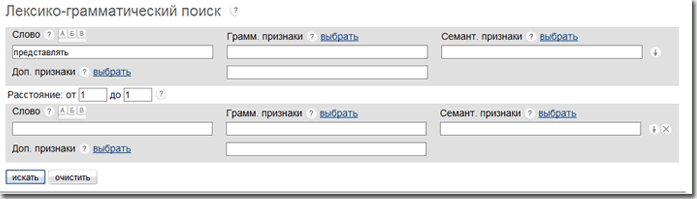 Лексико-грамматический поиск ?
Слово ? А Б В Грамм. признаки ? выбрать Семант. признаки ? выбрать
представлять
Доп. признаки ? выбрать
Расстояние: от 1 до 1 ?
Слово ? А Б В Грамм. признаки ? выбрать Семант. признаки ? выбрать
Доп. признаки ? выбрать
искать очистить